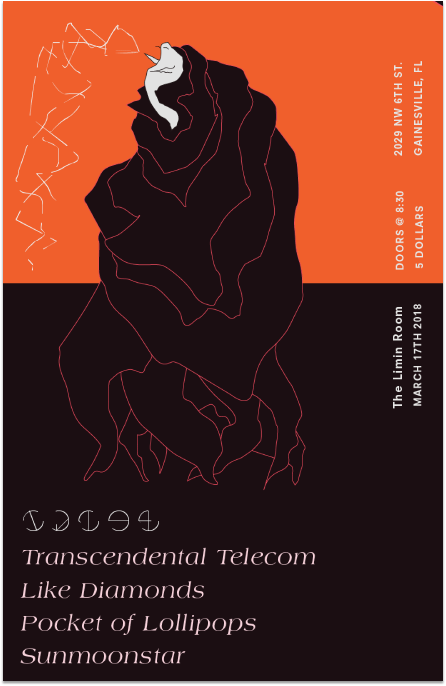 2029 NW 6TH ST.
GAINESVILLE, FL
DOORS @ 8:30
5 DOLLARS
The Limin Room
MARCH 17TH 2018
Transcendental Telecom
Like Diamonds
Pocket of Lollipops
Sunmoonstar